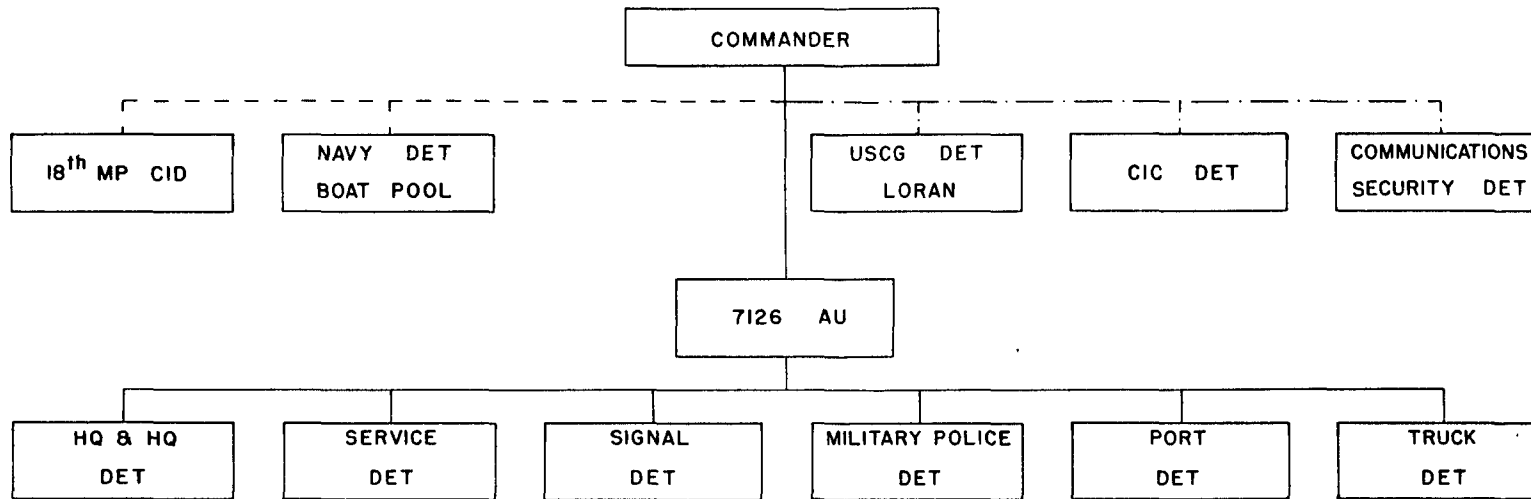 COMMANDER
18th MP CID
NAVY DET
BOAT POOL
USCG DET
LORAN
CIC DET
COMMUNICATIONS
SECURITY DET
7126 AU
HQ & HQ
DET
SERVICE
DET
SIGNAL
DET
MILITARY POLICE
DET
PORT
DET
TRUCK
DET